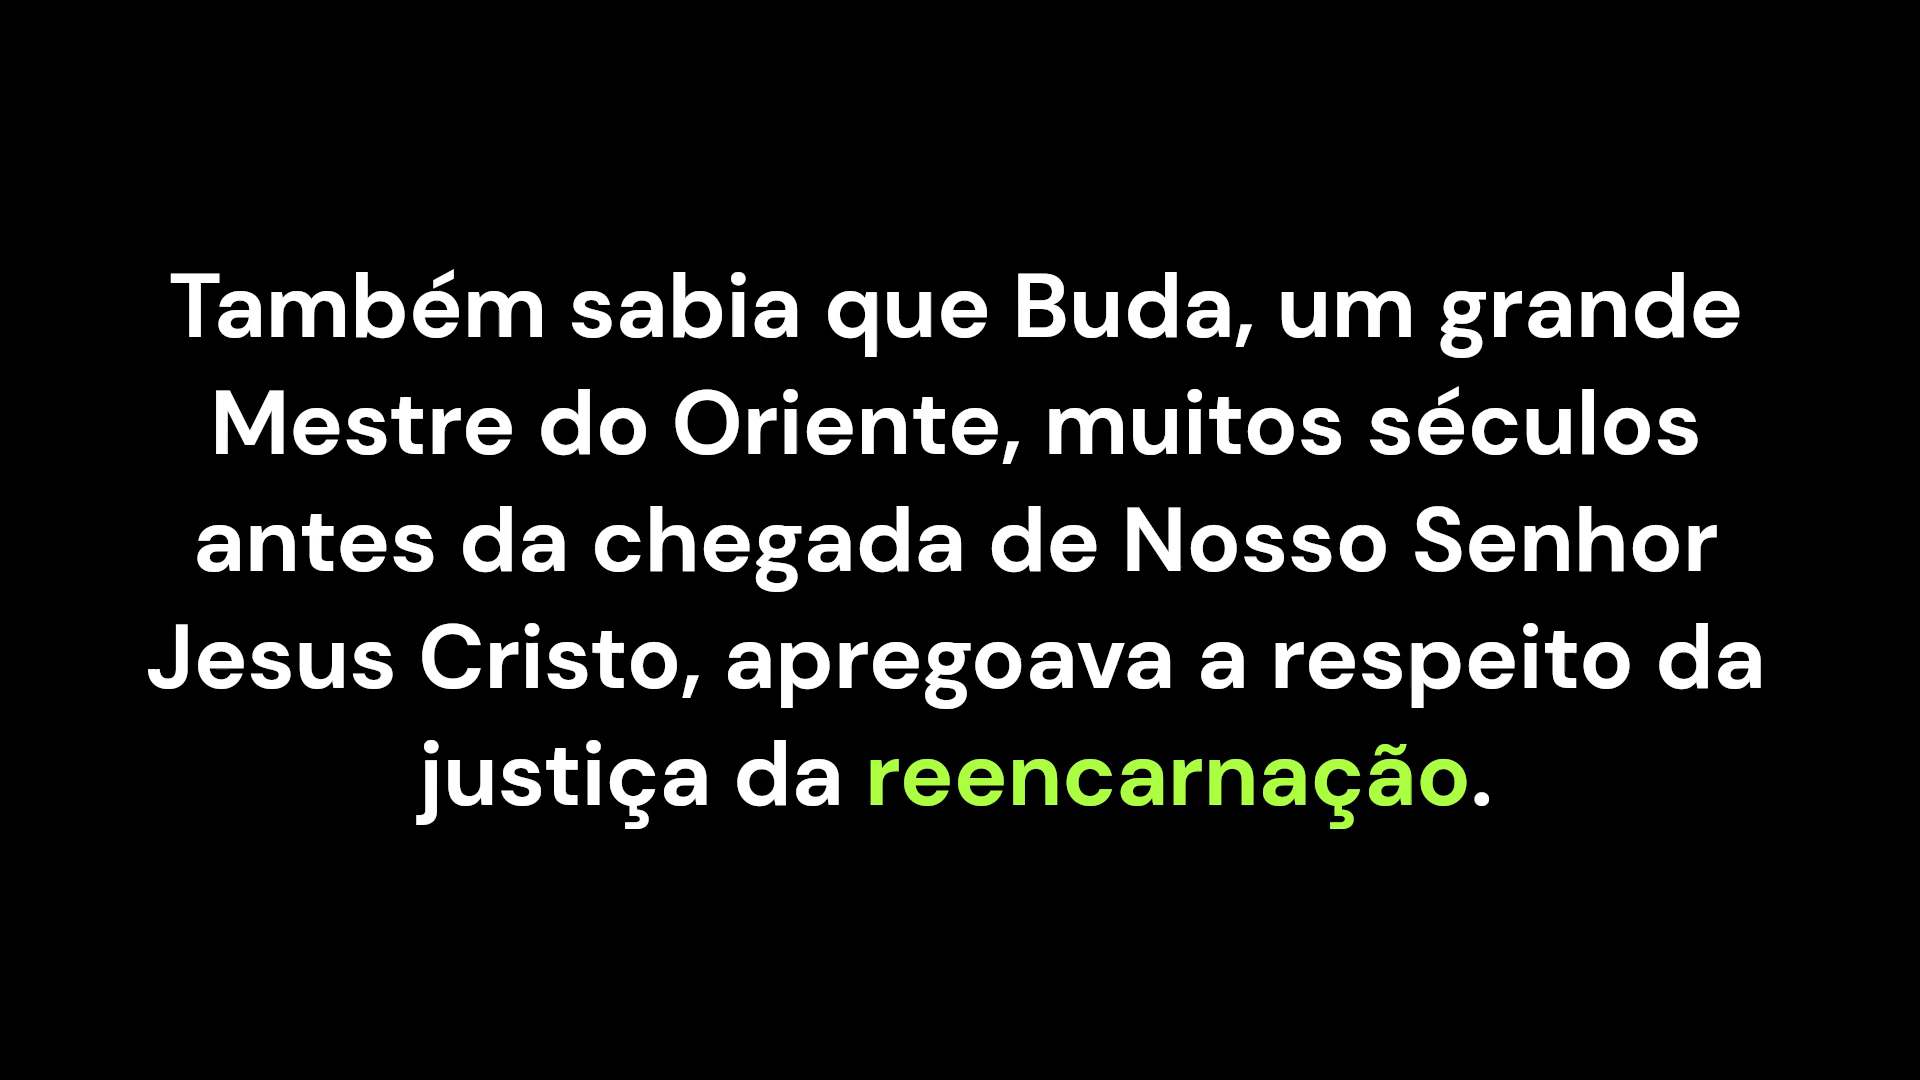 Também sabia que Buda, um grande
Mestre do Oriente, muitos séculos
antes da chegada de Nosso Senhor
Jesus Cristo, apregoava a respeito da
justiça da reencarnação.